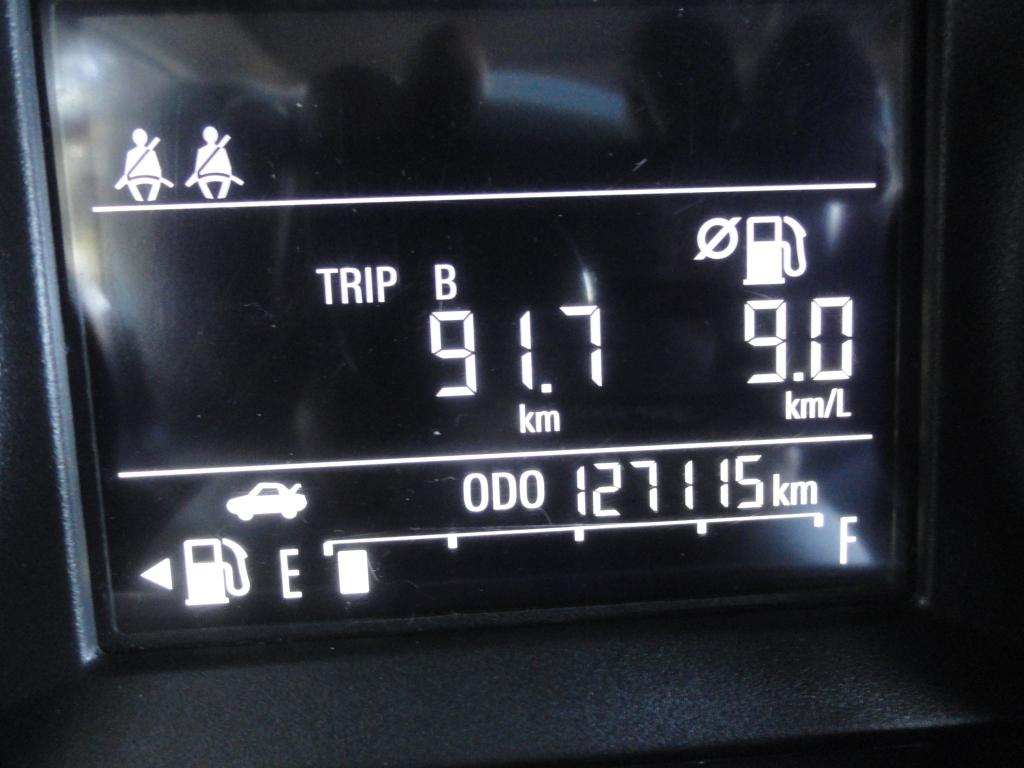 TRIP B
91.7 9.0
km km/L
ODO 127115 km
E F